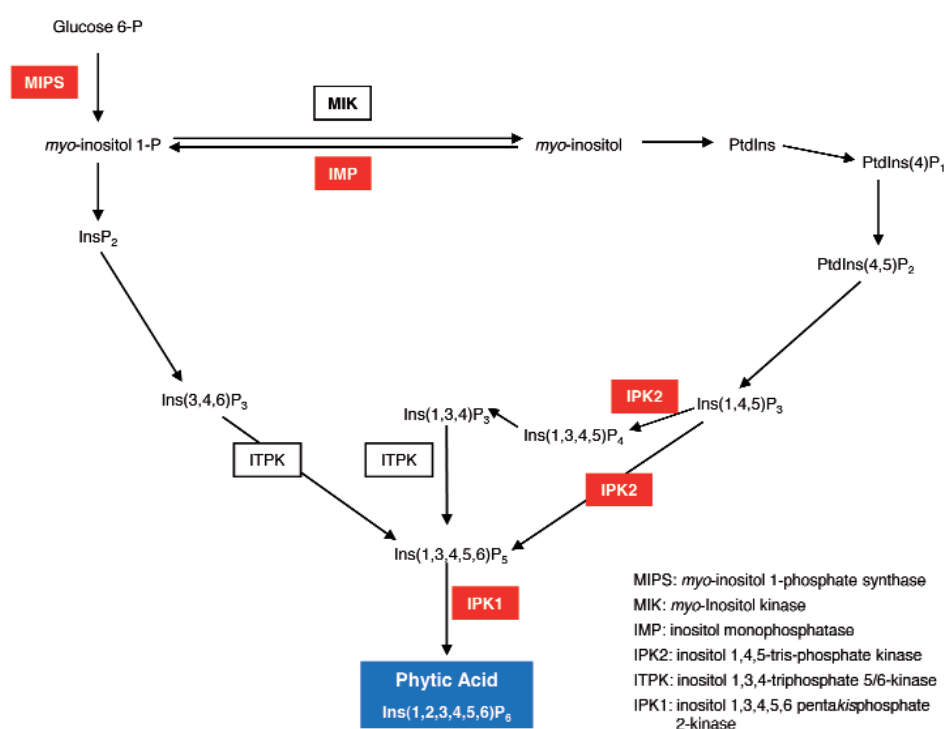 Glucose 6-P
MIPS
MIK
myo-inositol 1-P
myo-inositol
PtdIns
PtdIns(4)P1
IMP
InsP2
PtdIns(4,5)P2
Ins(3,4,6)P3
Ins(1,3,4)P3
IPK2
Ins(1,4,5)P3
Ins(1,3,4,5)P4
ITPK
ITPK
IPK2
Ins(1,3,4,5,6)P5
IPK1
Phytic Acid
Ins(1,2,3,4,5,6)P6
MIPS: myo-inositol 1-phosphate synthase
MIK: myo-Inositol kinase
IMP: inositol monophosphatase
IPK2: inositol 1,4,5-tris-phosphate kinase
ITPK: inositol 1,3,4-triphosphate 5/6-kinase
IPK1: inositol 1,3,4,5,6 pentakisphosphate
2-kinase